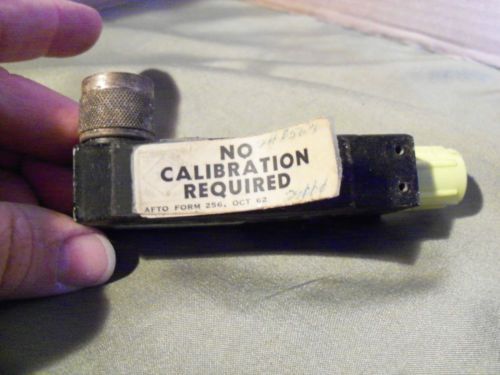 NO
CALIBRATION
REQUIRED
AFTO FORM 256, OCT 62